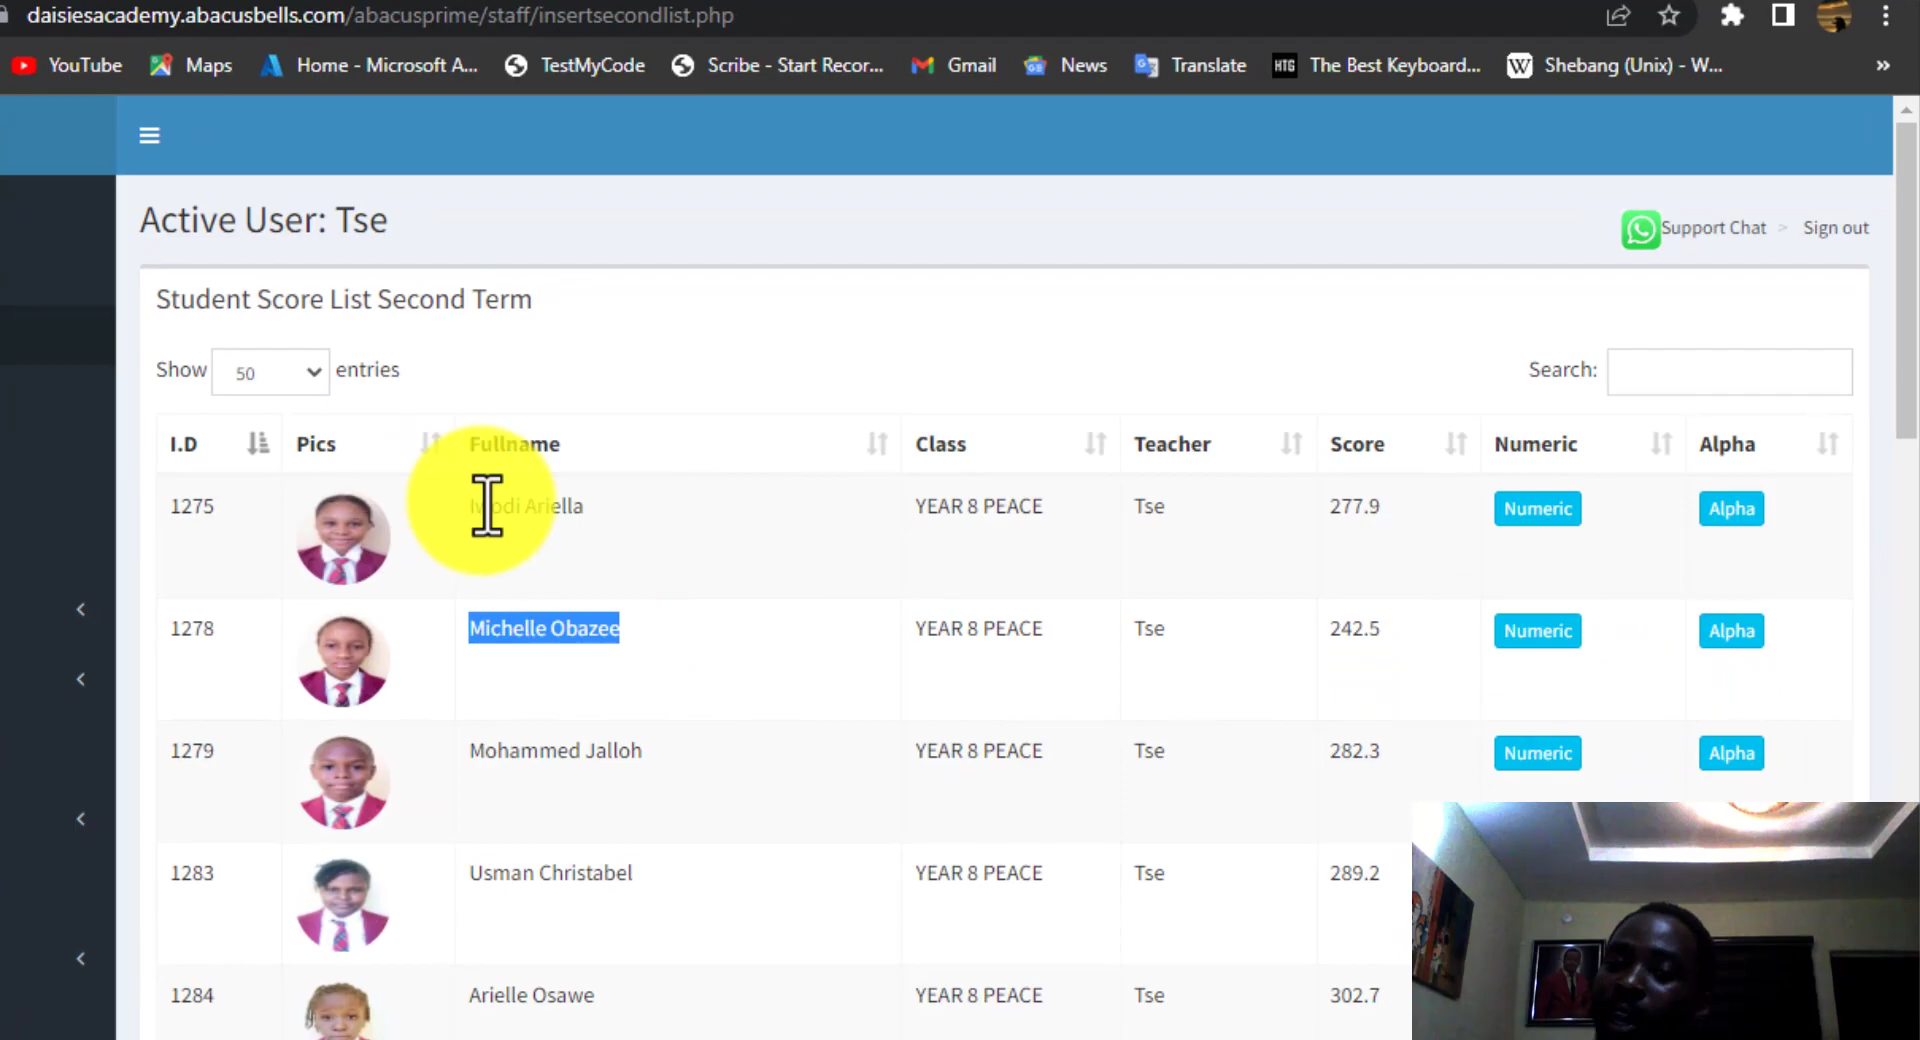 daisiesacademy.abacusbells.com/abacusprime/staff/insertsecondlist.php
YouTube Maps Home - Microsoft A... TestMyCode Scribe - Start Recor... Gmail News Translate HTG The Best Keyboard... W Shebang (Unix) - W... »
Active User: Tse
Support Chat > Sign out
Student Score List Second Term
Show 50 entries
Search:
I.D Pics Fullname Class Teacher Score Numeric Alpha
1275 Ariella YEAR 8 PEACE Tse 277.9 Numeric Alpha
1278 Michelle Obazee YEAR 8 PEACE Tse 242.5 Numeric Alpha
1279 Mohammed Jalloh YEAR 8 PEACE Tse 282.3 Numeric Alpha
1283 Usman Christabel YEAR 8 PEACE Tse 289.2
1284 Arielle Osawe YEAR 8 PEACE Tse 302.7